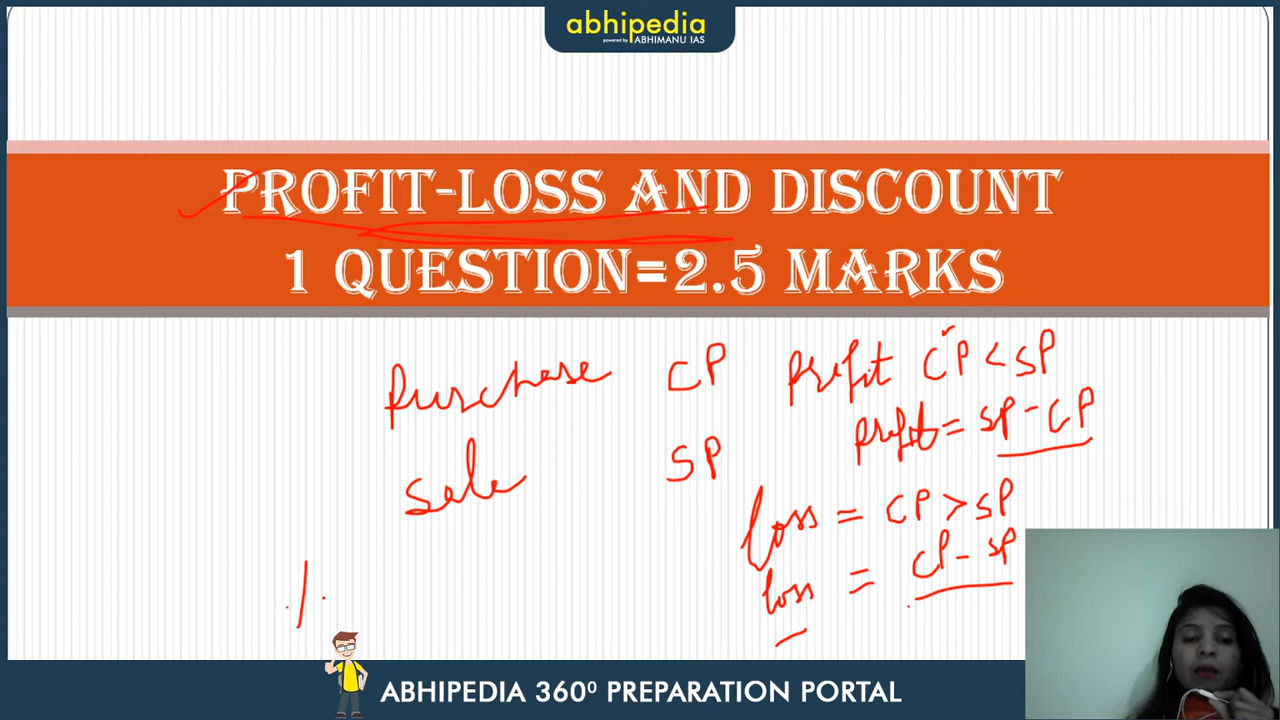 abhipedia
powered by ABHIMANU IAS
PROFIT-LOSS AND DISCOUNT
1 QUESTION=2.5 MARKS
Purchase CP
Sale SP
Profit CP < SP
Profit = SP - CP
loss = CP > SP
loss = CP - SP
%
ABHIPEDIA 360⁰ PREPARATION PORTAL